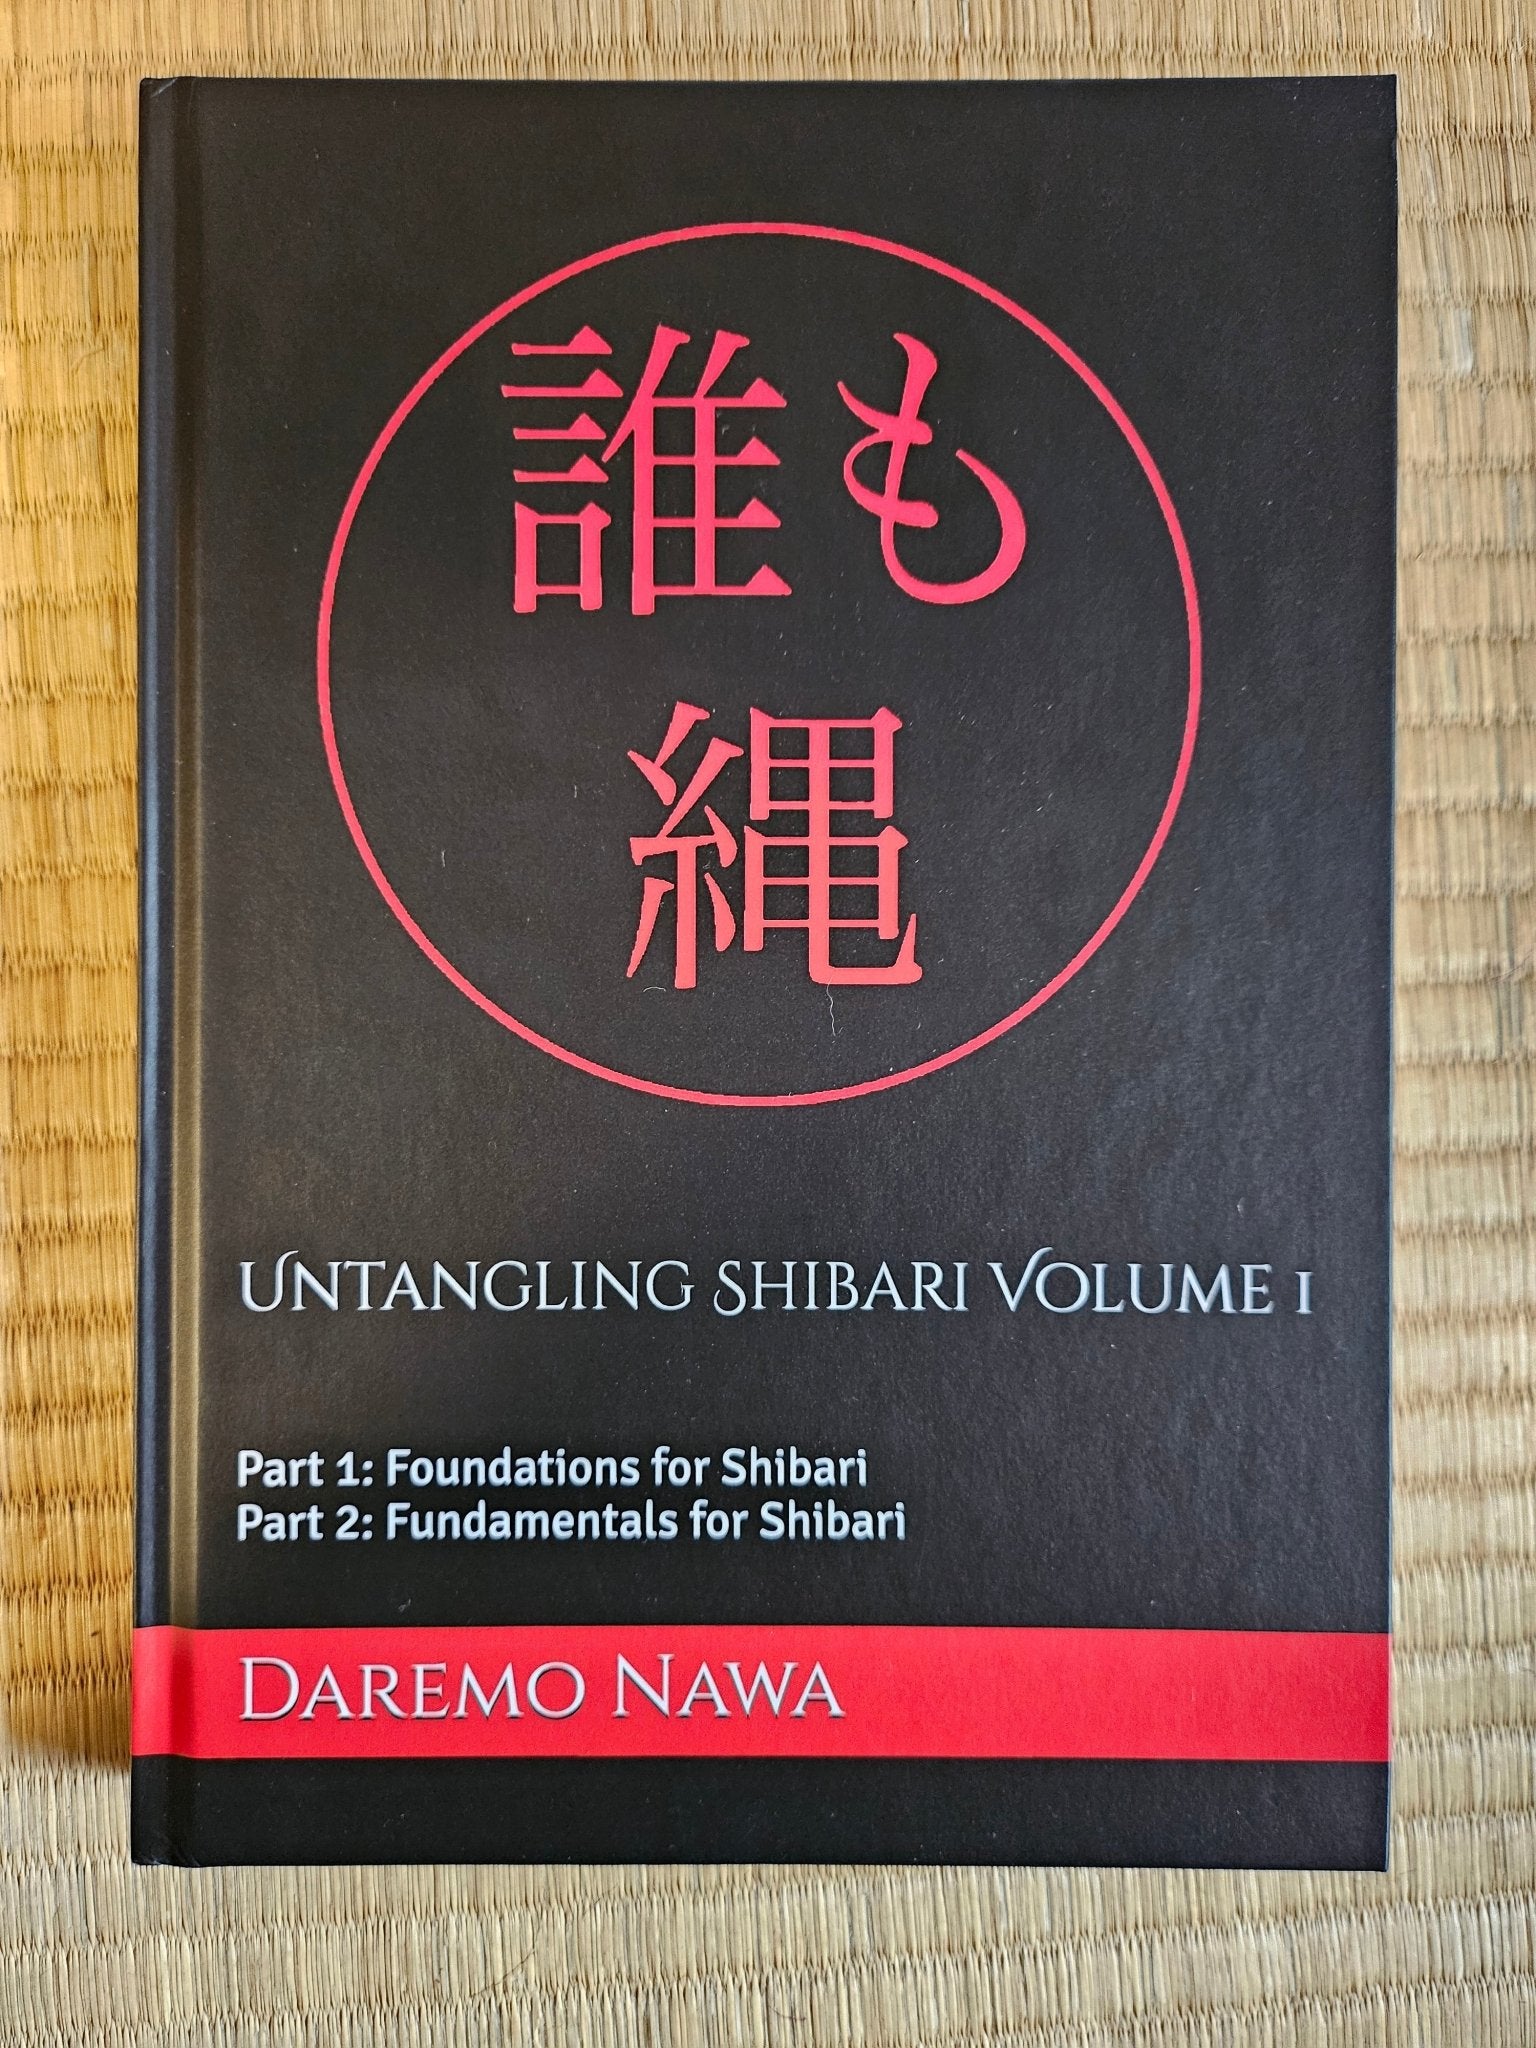 誰も
縄
Untangling Shibari Volume 1
Part 1: Foundations for Shibari
Part 2: Fundamentals for Shibari
Daremo Nawa